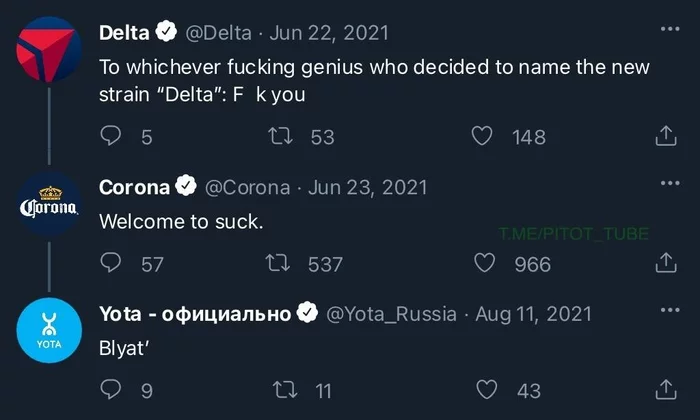 Delta @Delta · Jun 22, 2021
To whichever fucking genius who decided to name the new
strain “Delta”: F k you
5 53 148
Corona @Corona · Jun 23, 2021
Corona
Welcome to suck.
T.ME/PITOT_TUBE
57 537 966
Yota - официально @Yota_Russia · Aug 11, 2021
YOTA
Blyat’
9 11 43